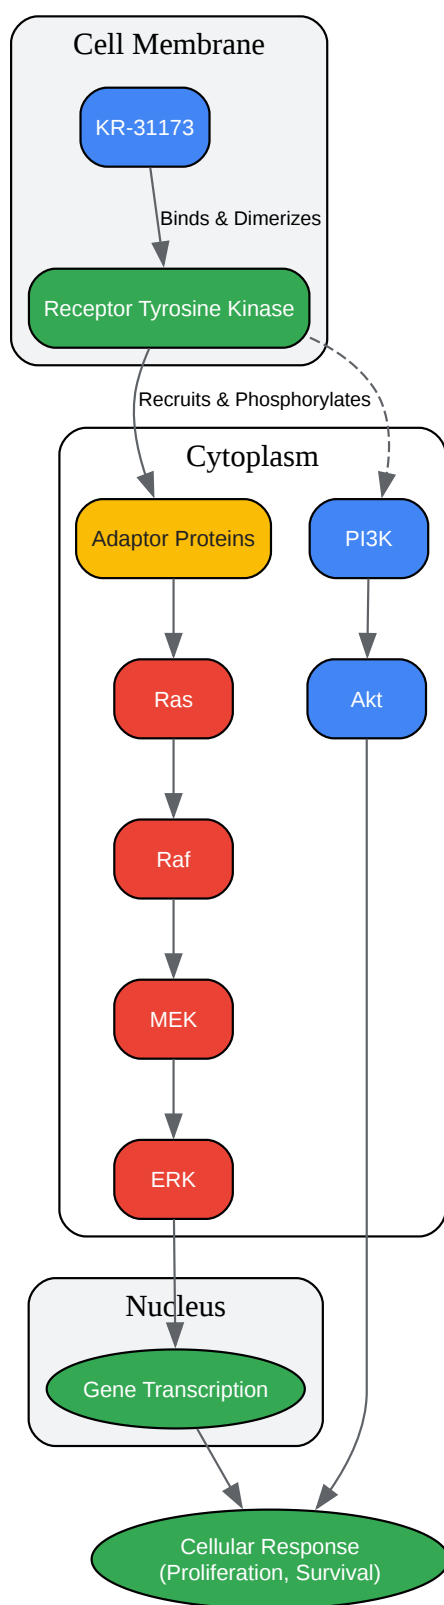 Cell Membrane
KR-31173
Binds & Dimerizes
Receptor Tyrosine Kinase
Recruits & Phosphorylates
Cytoplasm
Adaptor Proteins
PI3K
Ras
Akt
Raf
MEK
ERK
Nucleus
Gene Transcription
Cellular Response
(Proliferation, Survival)